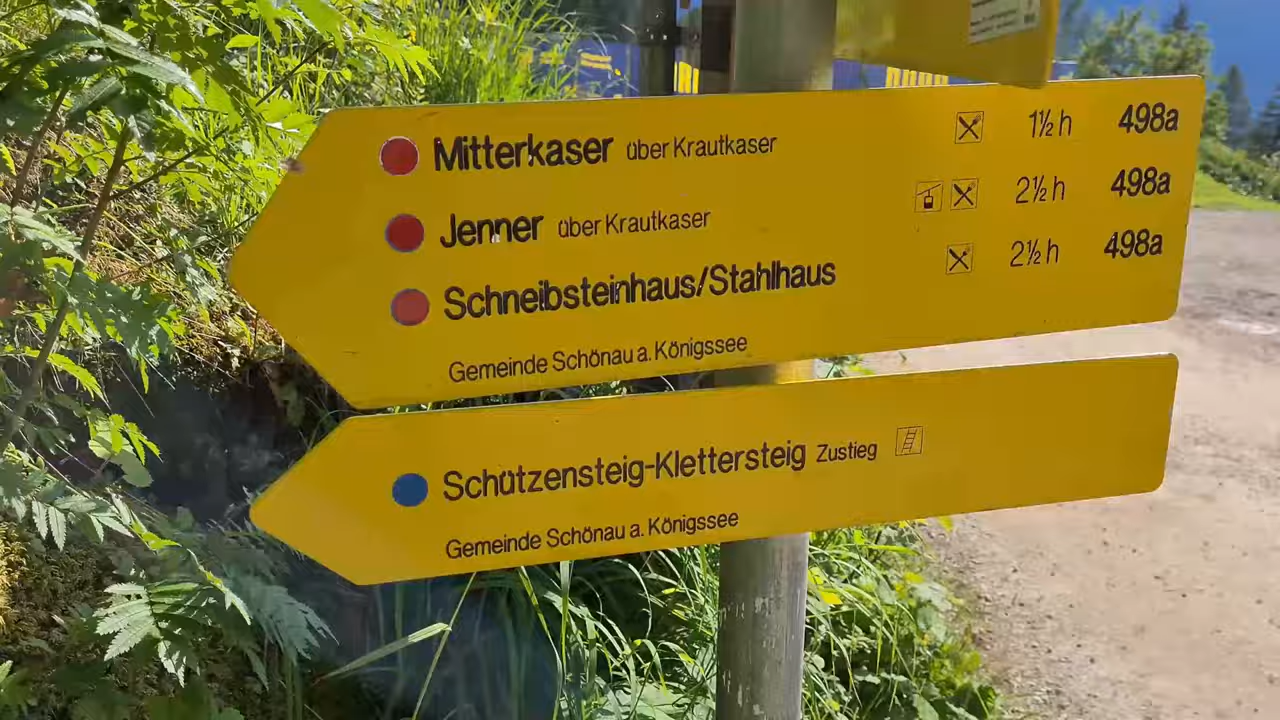 Mitterkaser über Krautkaser 1½ h 498a
Jenner über Krautkaser 2½ h 498a
Schneibsteinhaus/Stahlhaus 2½ h 498a
Gemeinde Schönau a. Königssee
Schützensteig-Klettersteig Zustieg
Gemeinde Schönau a. Königssee